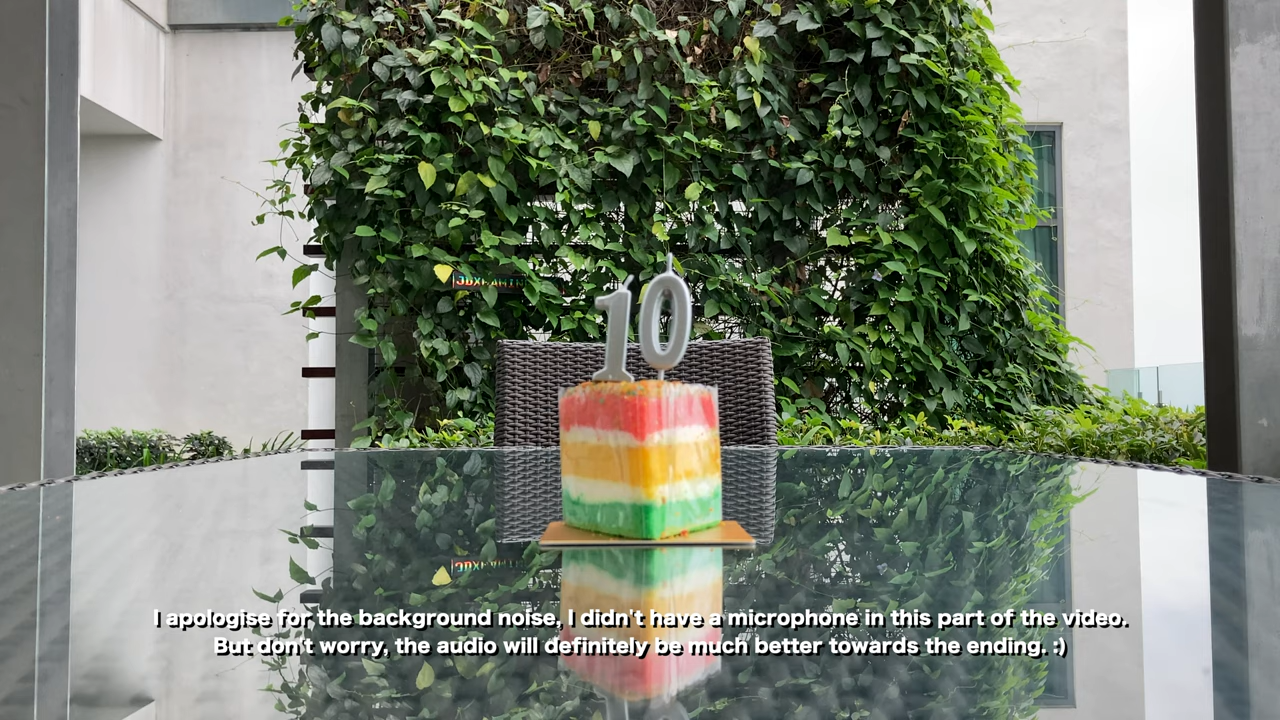 10
I apologise for the background noise, I didn't have a microphone in this part of the video.
But don't worry, the audio will definitely be much better towards the ending. :)